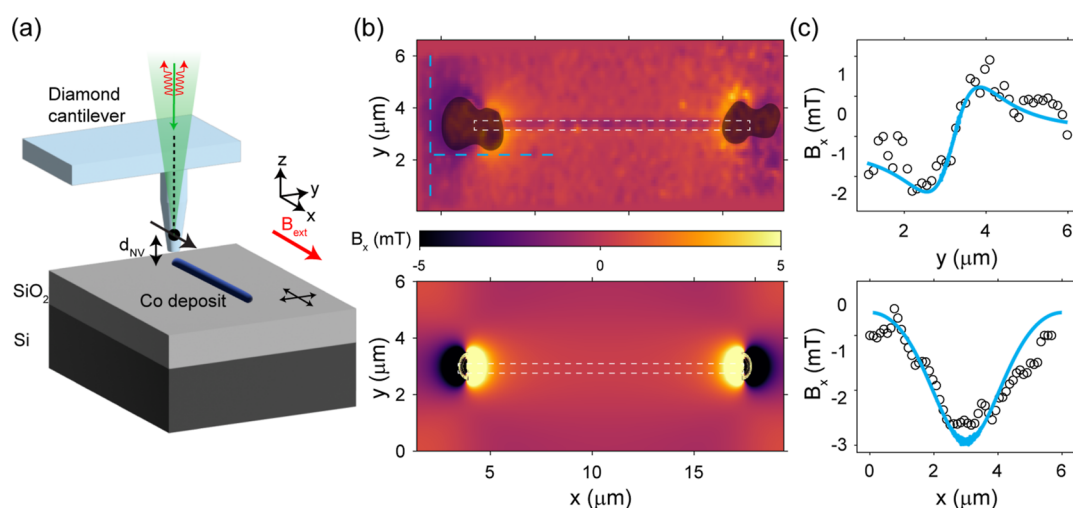 (a)
Diamond
cantilever
z
y
x
B_ext
d_NV
SiO₂
Co deposit
Si
(b)
6
4
2
0
y (μm)
B_x (mT)
-5
0
5
6
4
2
0
y (μm)
5
10
15
x (μm)
(c)
1
0
-1
-2
B_x (mT)
2
4
6
y (μm)
0
-1
-2
-3
B_x (mT)
0
2
4
6
x (μm)